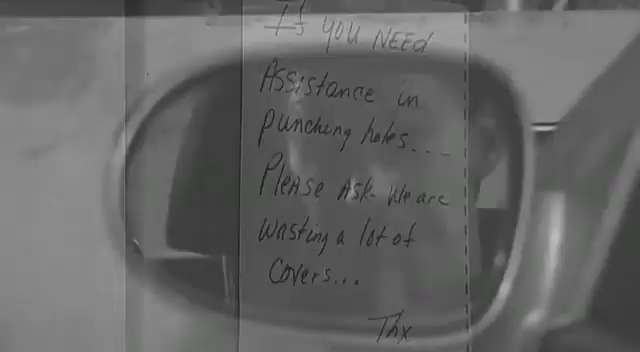 If you need
Assistance in
punching holes...
Please Ask - We are
wasting a lot of
Covers...
Thx